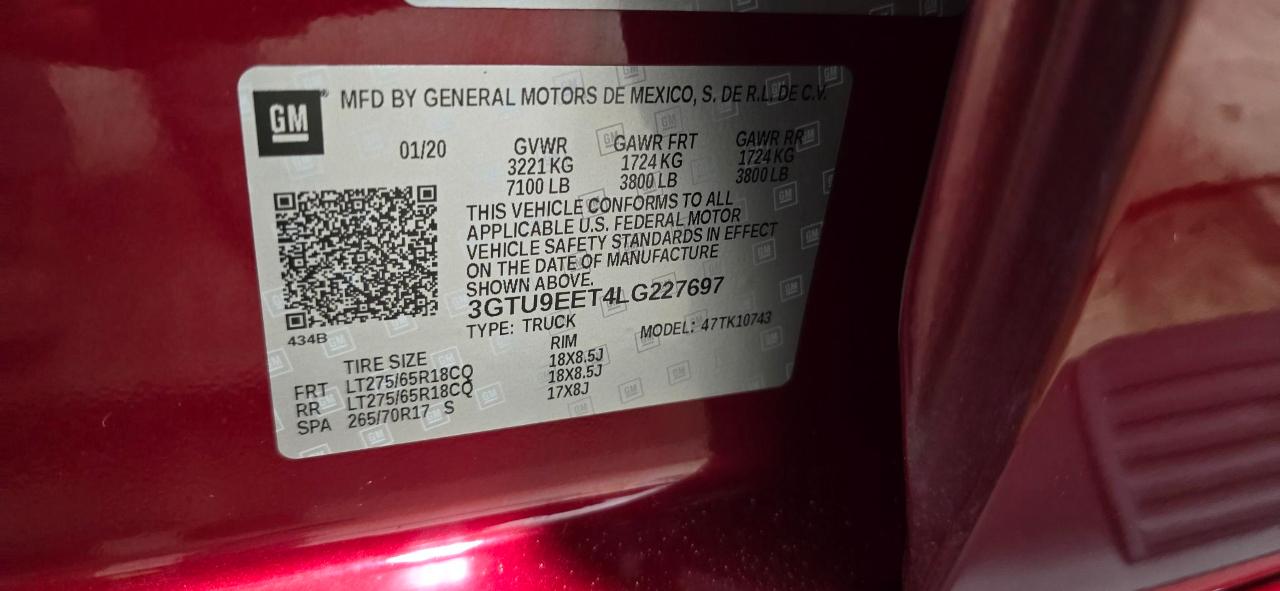 GM® MFD BY GENERAL MOTORS DE MEXICO, S. DE R.L. DE C.V.
01/20
GVWR GAWR FRT GAWR RR
3221 KG 1724 KG 1724 KG
7100 LB 3800 LB 3800 LB
THIS VEHICLE CONFORMS TO ALL
APPLICABLE U.S. FEDERAL MOTOR
VEHICLE SAFETY STANDARDS IN EFFECT
ON THE DATE OF MANUFACTURE
SHOWN ABOVE.
3GTU9EET4LG227697
434B
TYPE: TRUCK MODEL: 47TK10743
TIRE SIZE RIM
FRT LT275/65R18CQ 18X8.5J
RR LT275/65R18CQ 18X8.5J
SPA 265/70R17 S 17X8J